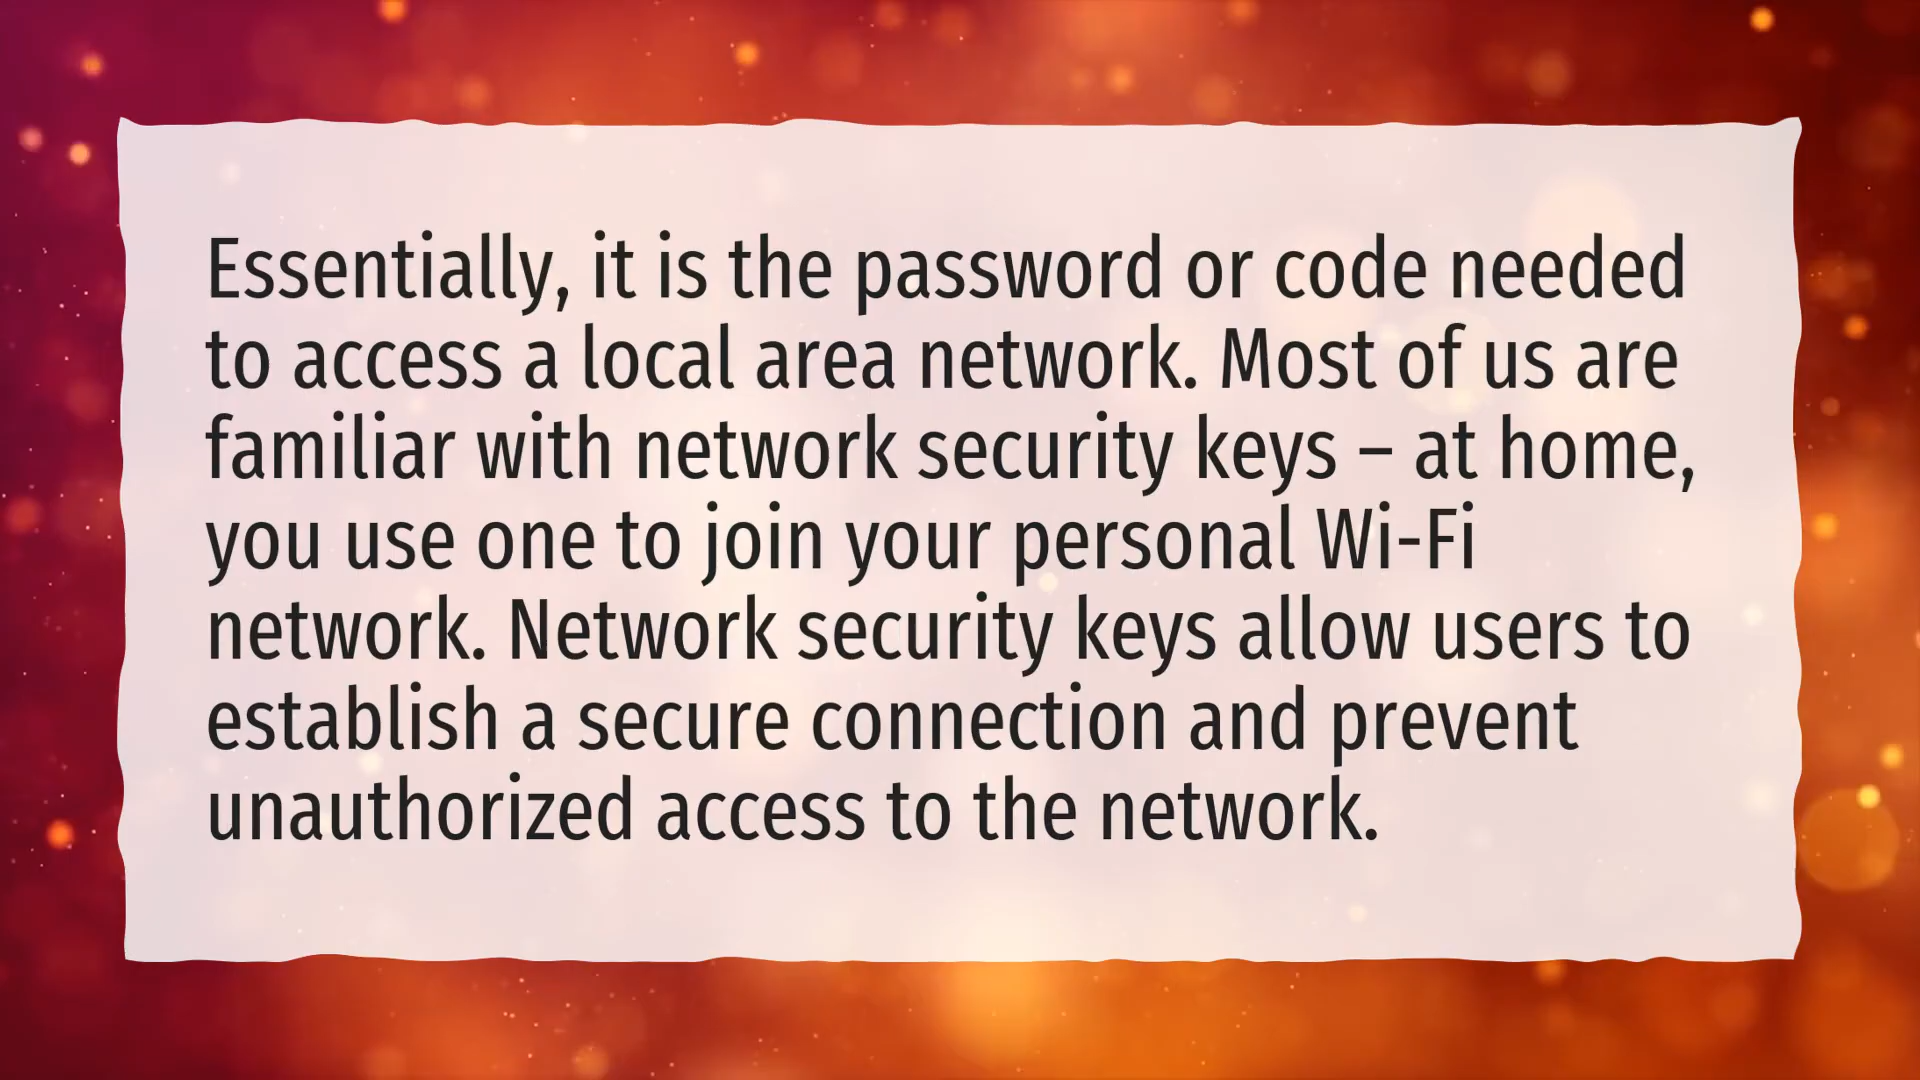 Essentially, it is the password or code needed
to access a local area network. Most of us are
familiar with network security keys – at home,
you use one to join your personal Wi-Fi
network. Network security keys allow users to
establish a secure connection and prevent
unauthorized access to the network.